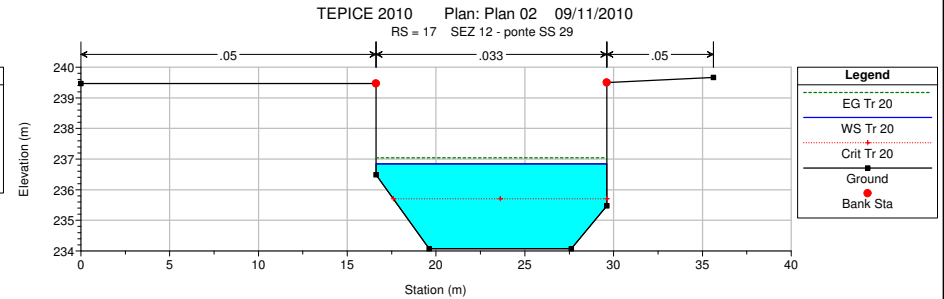 TEPICE 2010 Plan: Plan 02 09/11/2010
RS = 17 SEZ 12 - ponte SS 29
.05
.033
.05
Elevation (m)
240
239
238
237
236
235
234
0
5
10
15
20
25
30
35
40
Station (m)
Legend
EG Tr 20
WS Tr 20
Crit Tr 20
Ground
Bank Sta